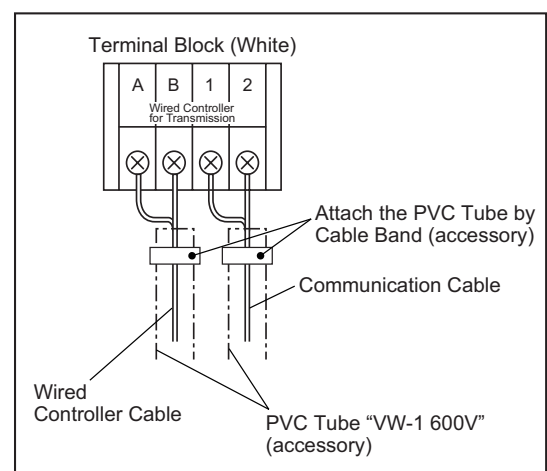 Terminal Block (White)
A B 1 2
Wired Controller
for Transmission
Attach the PVC Tube by
Cable Band (accessory)
Communication Cable
Wired
Controller Cable
PVC Tube “VW-1 600V”
(accessory)